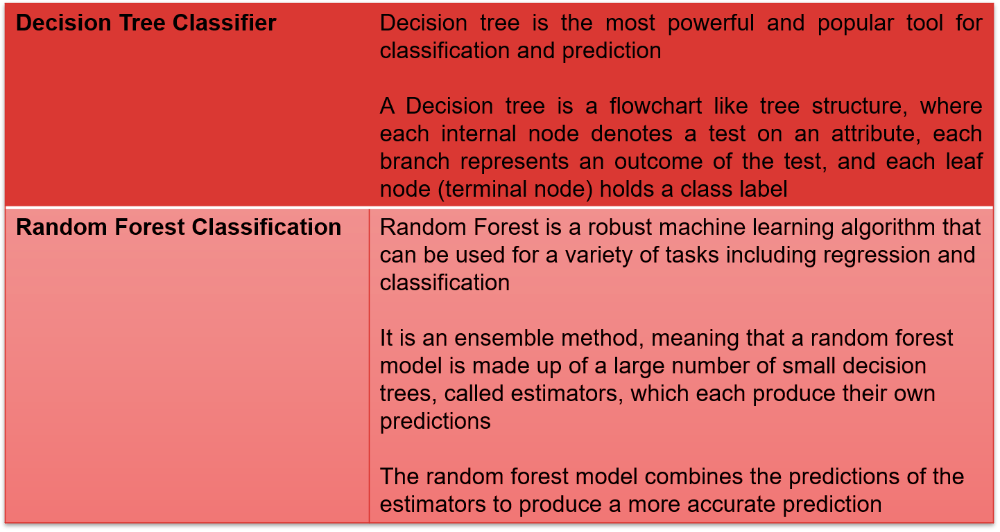 Decision Tree Classifier
Decision tree is the most powerful and popular tool for
classification and prediction
A Decision tree is a flowchart like tree structure, where
each internal node denotes a test on an attribute, each
branch represents an outcome of the test, and each leaf
node (terminal node) holds a class label
Random Forest Classification
Random Forest is a robust machine learning algorithm that
can be used for a variety of tasks including regression and
classification
It is an ensemble method, meaning that a random forest
model is made up of a large number of small decision
trees, called estimators, which each produce their own
predictions
The random forest model combines the predictions of the
estimators to produce a more accurate prediction